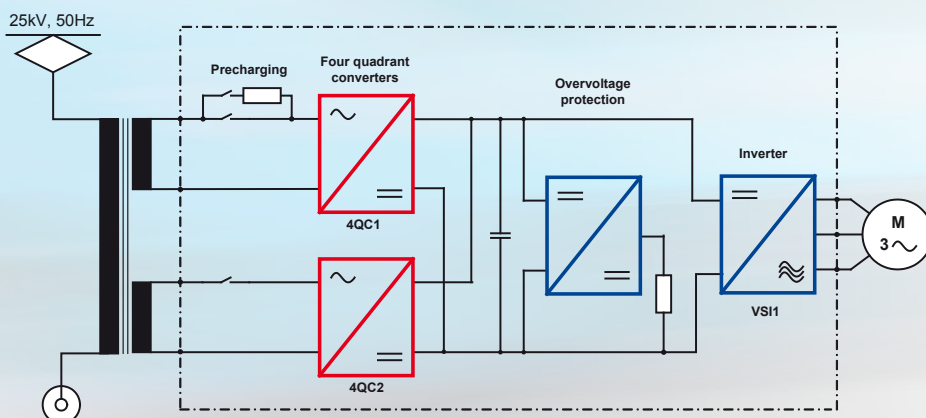 25kV, 50Hz
Precharging
Four quadrant
converters
Overvoltage
protection
Inverter
4QC1
M
3
4QC2
VSI1